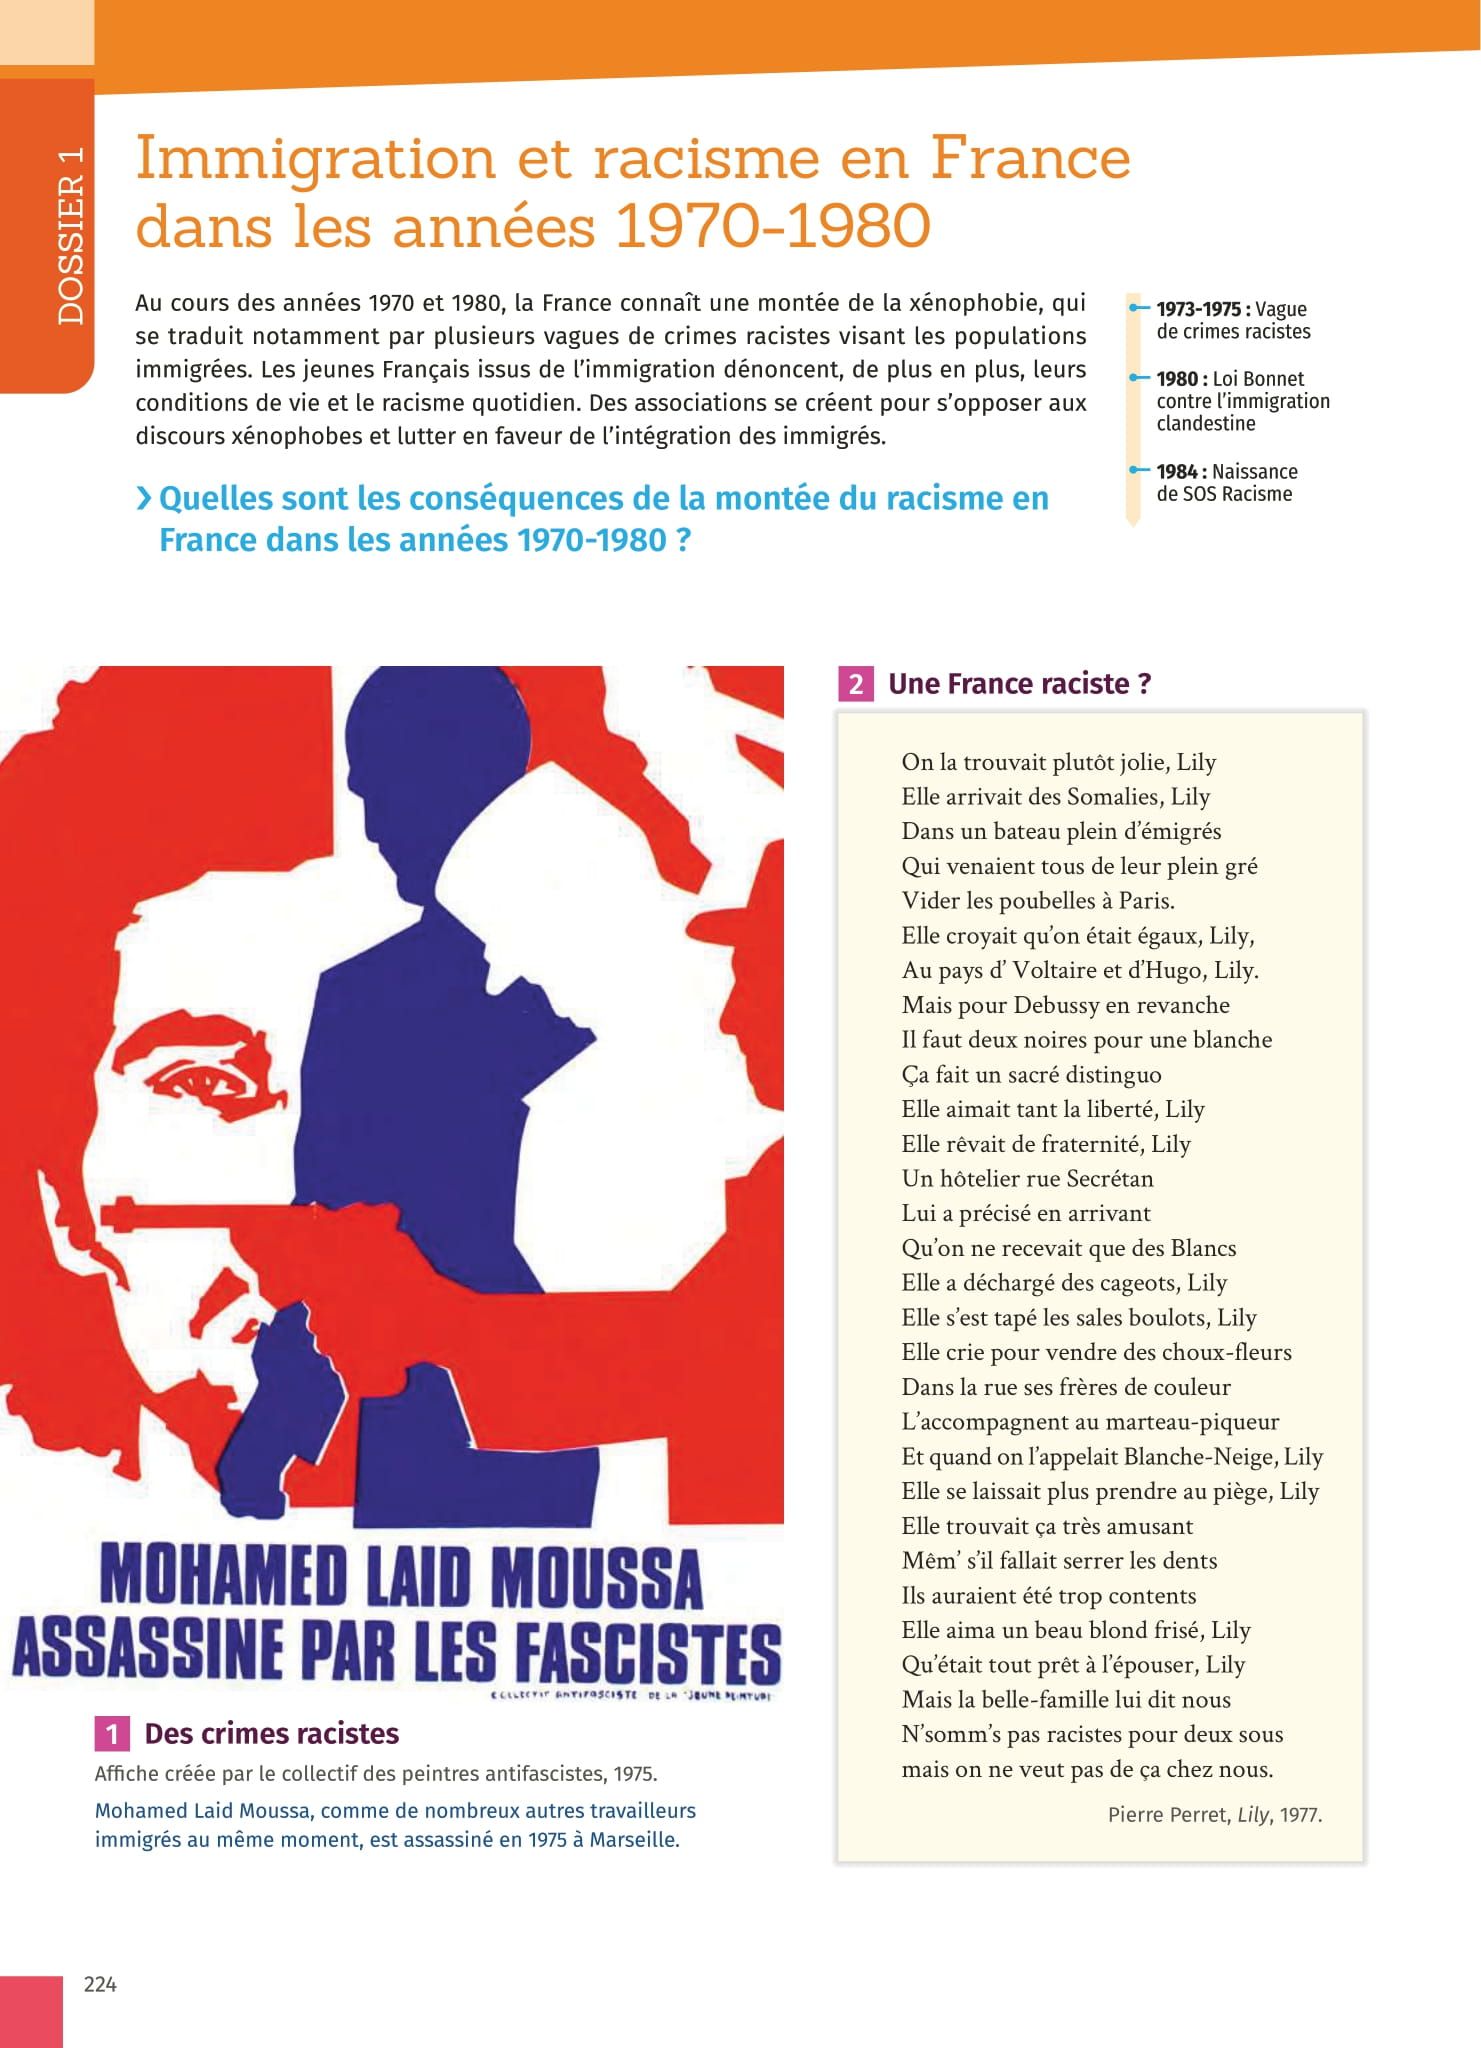 DOSSIER 1
Immigration et racisme en France
dans les années 1970-1980
Au cours des années 1970 et 1980, la France connaît une montée de la xénophobie, qui
se traduit notamment par plusieurs vagues de crimes racistes visant les populations
immigrées. Les jeunes Français issus de l'immigration dénoncent, de plus en plus, leurs
conditions de vie et le racisme quotidien. Des associations se créent pour s'opposer aux
discours xénophobes et lutter en faveur de l'intégration des immigrés.
› Quelles sont les conséquences de la montée du racisme en
France dans les années 1970-1980 ?
1973-1975 : Vague
de crimes racistes
1980 : Loi Bonnet
contre l'immigration
clandestine
1984 : Naissance
de SOS Racisme
MOHAMED LAID MOUSSA
ASSASSINE PAR LES FASCISTES
COLLECTIF ANTIFASCISTE DE LA "JEUNE PEINTURE"
1 Des crimes racistes
Affiche créée par le collectif des peintres antifascistes, 1975.
Mohamed Laid Moussa, comme de nombreux autres travailleurs
immigrés au même moment, est assassiné en 1975 à Marseille.
2 Une France raciste ?
On la trouvait plutôt jolie, Lily
Elle arrivait des Somalies, Lily
Dans un bateau plein d'émigrés
Qui venaient tous de leur plein gré
Vider les poubelles à Paris.
Elle croyait qu'on était égaux, Lily,
Au pays d' Voltaire et d'Hugo, Lily.
Mais pour Debussy en revanche
Il faut deux noires pour une blanche
Ça fait un sacré distinguo
Elle aimait tant la liberté, Lily
Elle rêvait de fraternité, Lily
Un hôtelier rue Secrétan
Lui a précisé en arrivant
Qu'on ne recevait que des Blancs
Elle a déchargé des cageots, Lily
Elle s'est tapé les sales boulots, Lily
Elle crie pour vendre des choux-fleurs
Dans la rue ses frères de couleur
L'accompagnent au marteau-piqueur
Et quand on l'appelait Blanche-Neige, Lily
Elle se laissait plus prendre au piège, Lily
Elle trouvait ça très amusant
Mêm' s'il fallait serrer les dents
Ils auraient été trop contents
Elle aima un beau blond frisé, Lily
Qu'était tout prêt à l'épouser, Lily
Mais la belle-famille lui dit nous
N'somm's pas racistes pour deux sous
mais on ne veut pas de ça chez nous.
Pierre Perret, Lily, 1977.
224